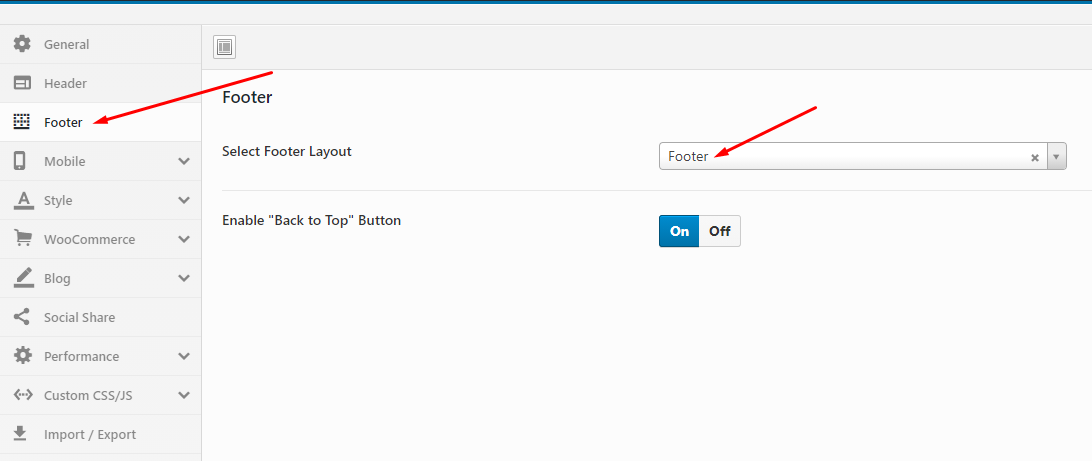 General
Header
Footer
Mobile
Style
WooCommerce
Blog
Social Share
Performance
Custom CSS/JS
Import / Export
Footer
Select Footer Layout
Footer
Enable "Back to Top" Button
On
Off